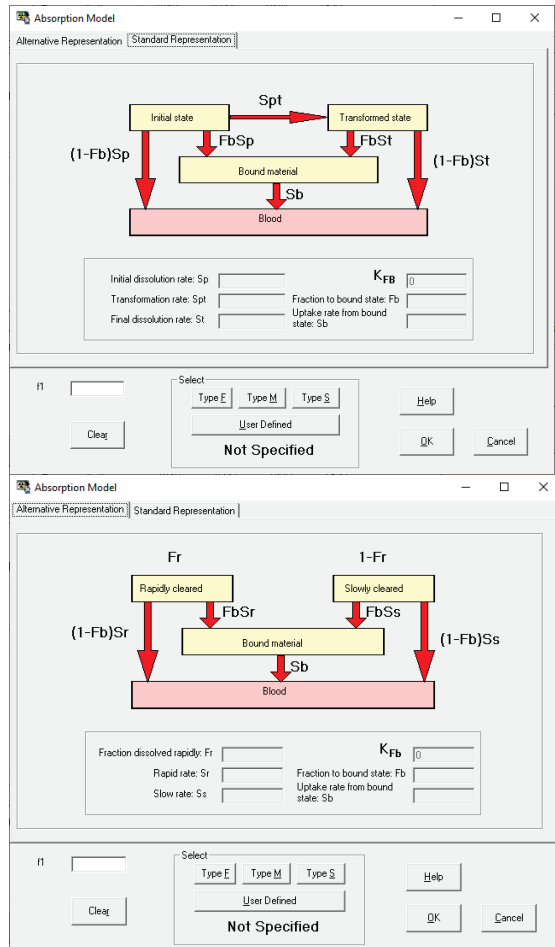 Absorption Model
Alternative Representation Standard Representation
Spt
Initial state Transformed state
FbSp FbSt
(1-Fb)Sp (1-Fb)St
Bound material
Sb
Blood
Initial dissolution rate: Sp KFB 0
Transformation rate: Spt Fraction to bound state: Fb
Final dissolution rate: St Uptake rate from bound
state: Sb
f1 Select
Type F Type M Type S Help
User Defined
Clear Not Specified OK Cancel
Absorption Model
Alternative Representation Standard Representation
Fr 1-Fr
Rapidly cleared Slowly cleared
FbSr FbSs
(1-Fb)Sr (1-Fb)Ss
Bound material
Sb
Blood
Fraction dissolved rapidly: Fr KFb 0
Rapid rate: Sr Fraction to bound state: Fb
Slow rate: Ss Uptake rate from bound
state: Sb
f1 Select
Type F Type M Type S Help
User Defined
Clear Not Specified OK Cancel